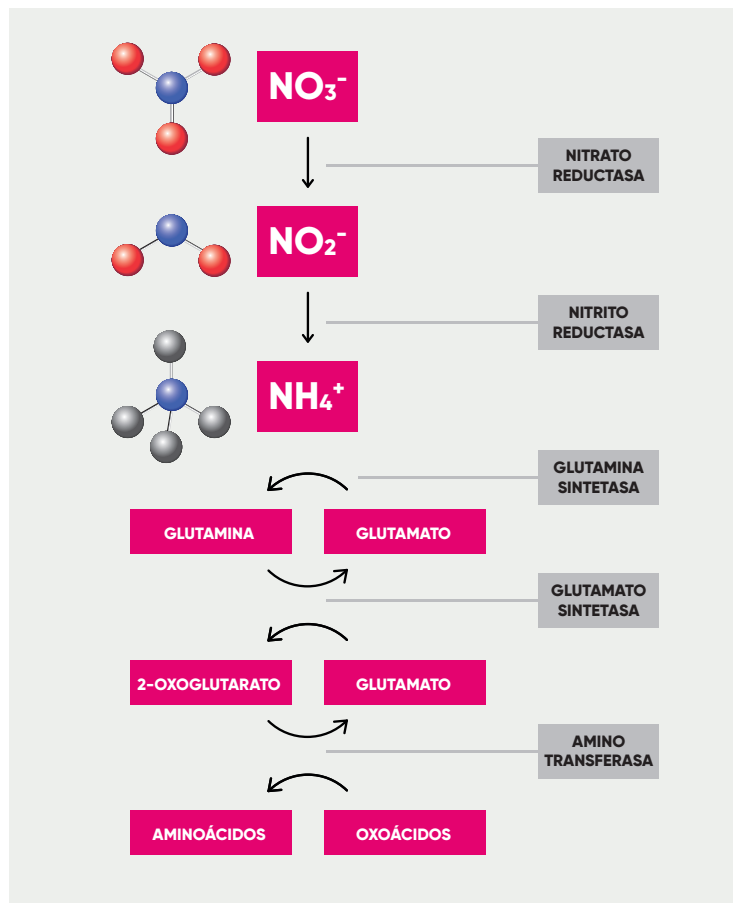 NO₃⁻
NITRATO
REDUCTASA
NO₂⁻
NITRITO
REDUCTASA
NH₄⁺
GLUTAMINA
SINTETASA
GLUTAMINA
GLUTAMATO
GLUTAMATO
SINTETASA
2-OXOGLUTARATO
GLUTAMATO
AMINO
TRANSFERASA
AMINOÁCIDOS
OXOÁCIDOS